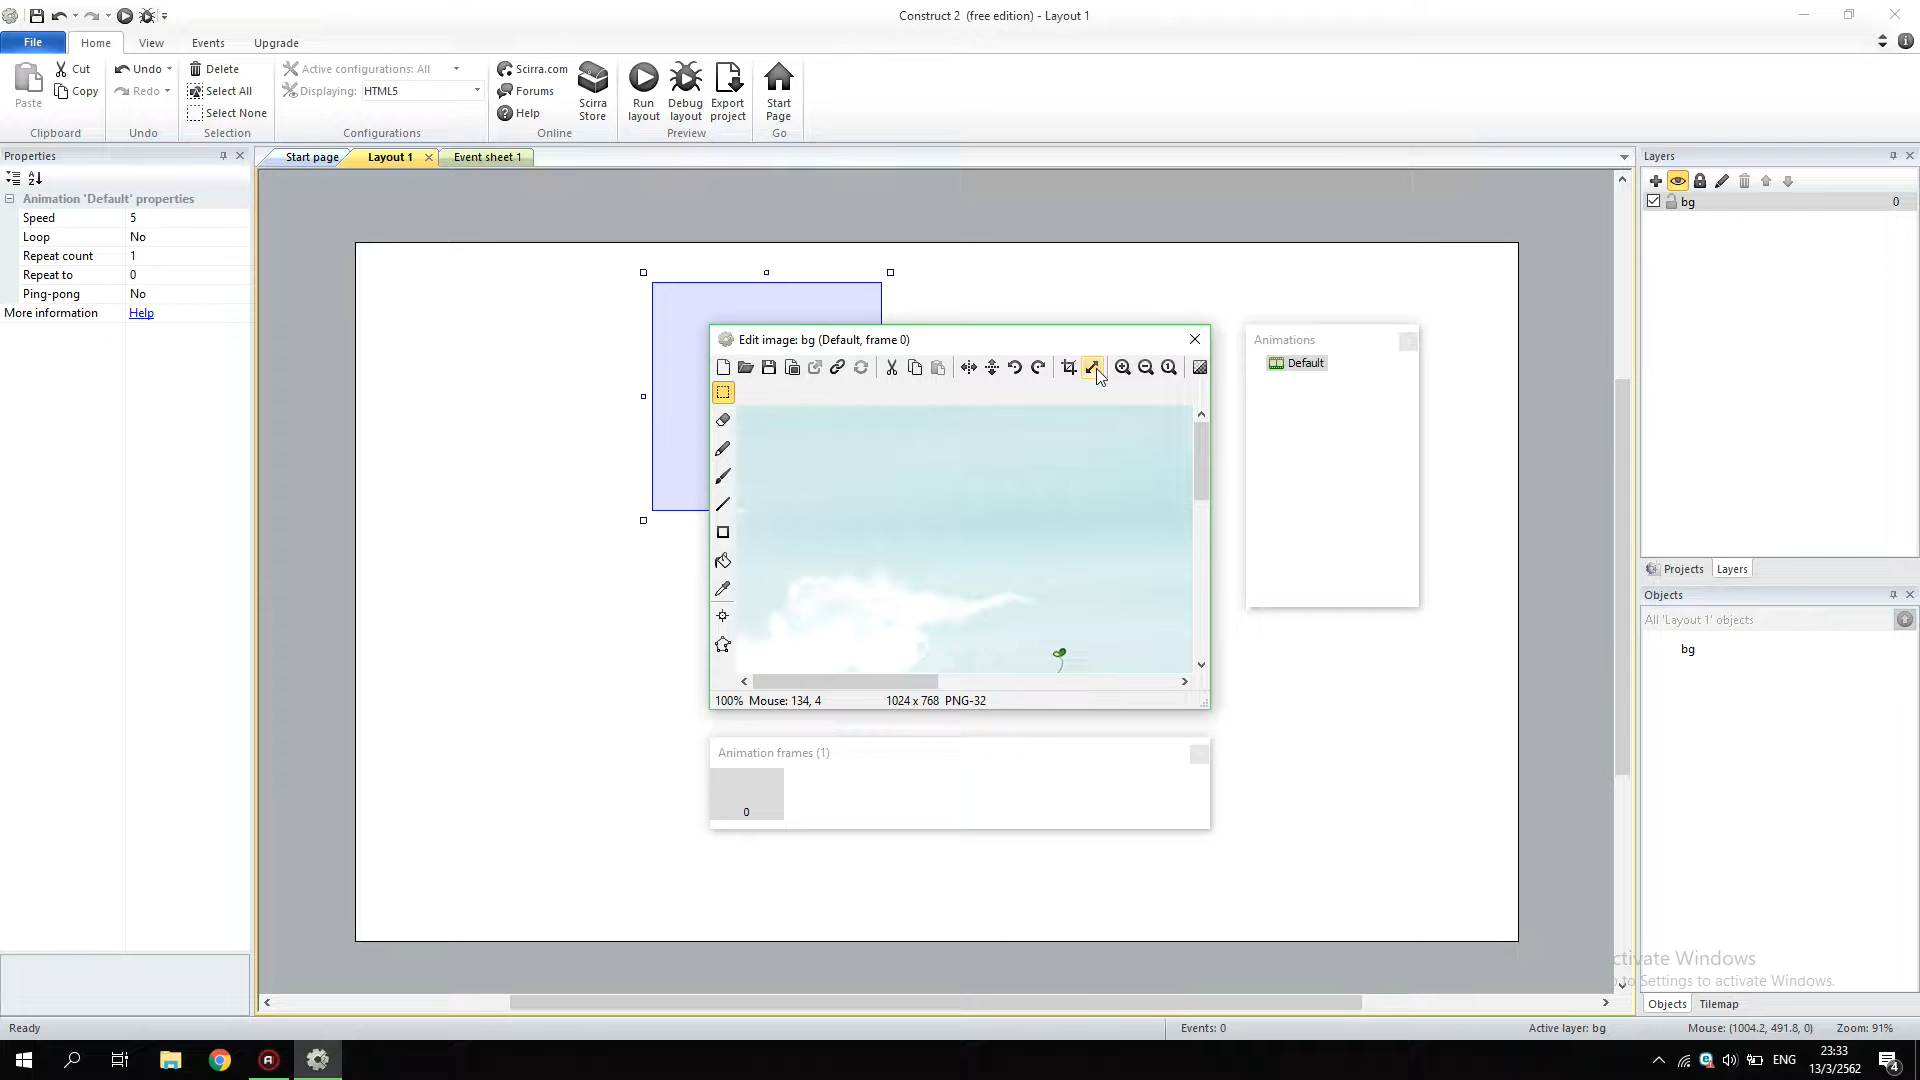 Construct 2 (free edition) - Layout 1
File Home View Events Upgrade
Paste
Cut
Copy
Clipboard
Undo
Redo
Undo
Delete
Select All
Select None
Selection
Active configurations: All
Displaying: HTML5
Configurations
Scirra.com
Forums
Help
Scirra Store
Online
Run layout
Debug layout
Export project
Preview
Start Page
Go
Properties
Animation 'Default' properties
Speed 5
Loop No
Repeat count 1
Repeat to 0
Ping-pong No
More information Help
Start page Layout 1 Event sheet 1
Edit image: bg (Default, frame 0)
100% Mouse: 134, 4 1024 x 768 PNG-32
Animations
Default
Animation frames (1)
0
Layers
bg 0
Projects Layers
Objects
All 'Layout 1' objects
bg
ctivate Windows
to Settings to activate Windows.
Objects Tilemap
Ready Events: 0 Active layer: bg Mouse: (1004.2, 491.8, 0) Zoom: 91%
ENG
23:33
13/3/2562
4